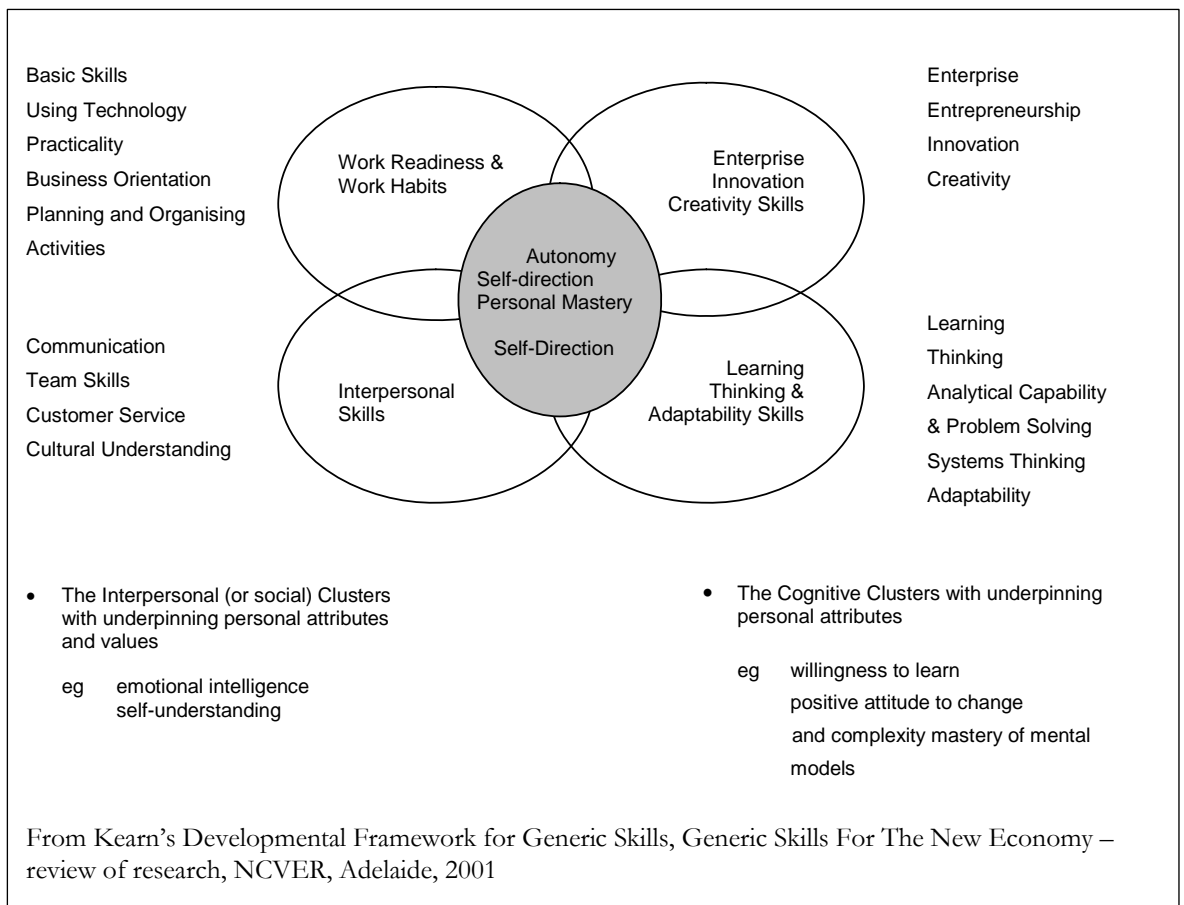 Basic Skills
Using Technology
Practicality
Business Orientation
Planning and Organising
Activities
Communication
Team Skills
Customer Service
Cultural Understanding
Work Readiness &
Work Habits
Enterprise
Innovation
Creativity Skills
Autonomy
Self-direction
Personal Mastery
Self-Direction
Interpersonal
Skills
Learning
Thinking &
Adaptability Skills
Enterprise
Entrepreneurship
Innovation
Creativity
Learning
Thinking
Analytical Capability
& Problem Solving
Systems Thinking
Adaptability
• The Interpersonal (or social) Clusters
with underpinning personal attributes
and values
eg emotional intelligence
self-understanding
• The Cognitive Clusters with underpinning
personal attributes
eg willingness to learn
positive attitude to change
and complexity mastery of mental
models
From Kearn’s Developmental Framework for Generic Skills, Generic Skills For The New Economy –
review of research, NCVER, Adelaide, 2001